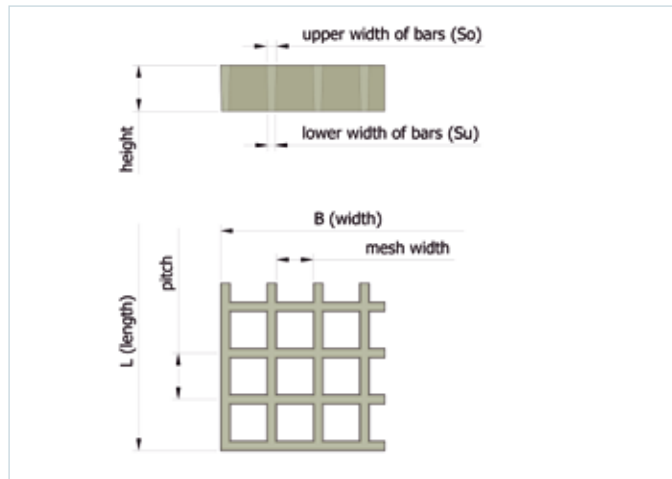 upper width of bars (So)
height
lower width of bars (Su)
B (width)
mesh width
pitch
L (length)